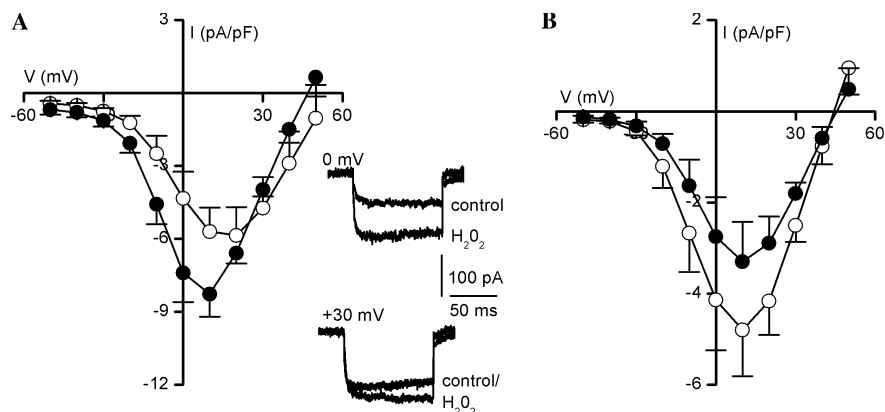 A
3
I (pA/pF)
V (mV)
-60
30
60
-3
-6
-9
-12
0 mV
control
H2O2
100 pA
50 ms
+30 mV
control/
H2O2
B
2
I (pA/pF)
V (mV)
-60
30
60
-2
-4
-6